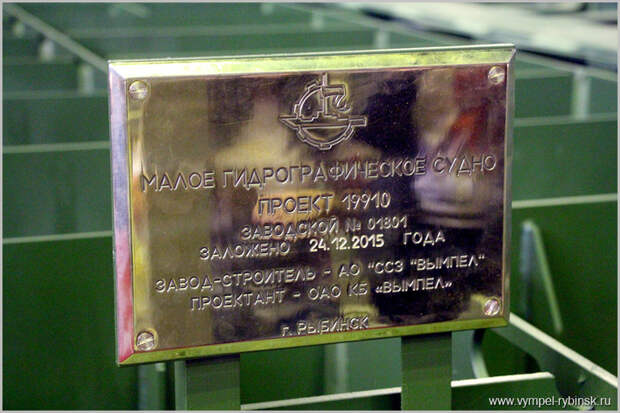 МАЛОЕ ГИДРОГРАФИЧЕСКОЕ СУДНО
ПРОЕКТ 19910
ЗАВОДСКОЙ № 01801
ЗАЛОЖЕНО 24.12.2015 ГОДА
ЗАВОД-СТРОИТЕЛЬ - АО "ССЗ "ВЫМПЕЛ"
ПРОЕКТАНТ - ОАО КБ «ВЫМПЕЛ»
г. РЫБИНСК
www.vympel-rybinsk.ru